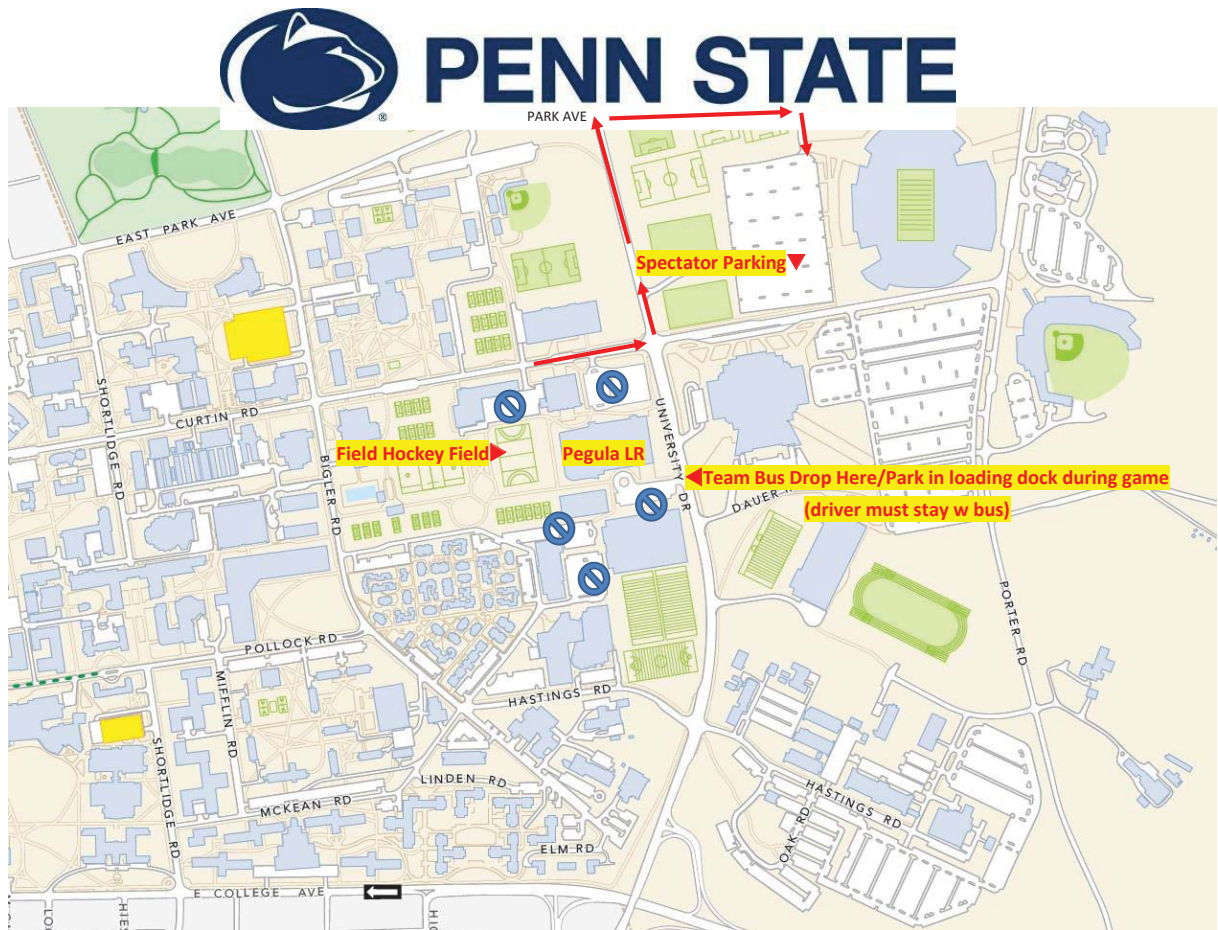 PENN STATE
®
PARK AVE
EAST PARK AVE
Spectator Parking
SHORTLIDGE RD
CURTIN RD
UNIVERSITY DR
BIGLER RD
Field Hockey Field
Pegula LR
Team Bus Drop Here/Park in loading dock during game
(driver must stay w bus)
DAUER
PORTER RD
POLLOCK RD
MIFFLIN RD
HASTINGS RD
SHORTLIDGE RD
LINDEN RD
MCKEAN RD
HASTINGS RD
OAK RD
ELM RD
E COLLEGE AVE